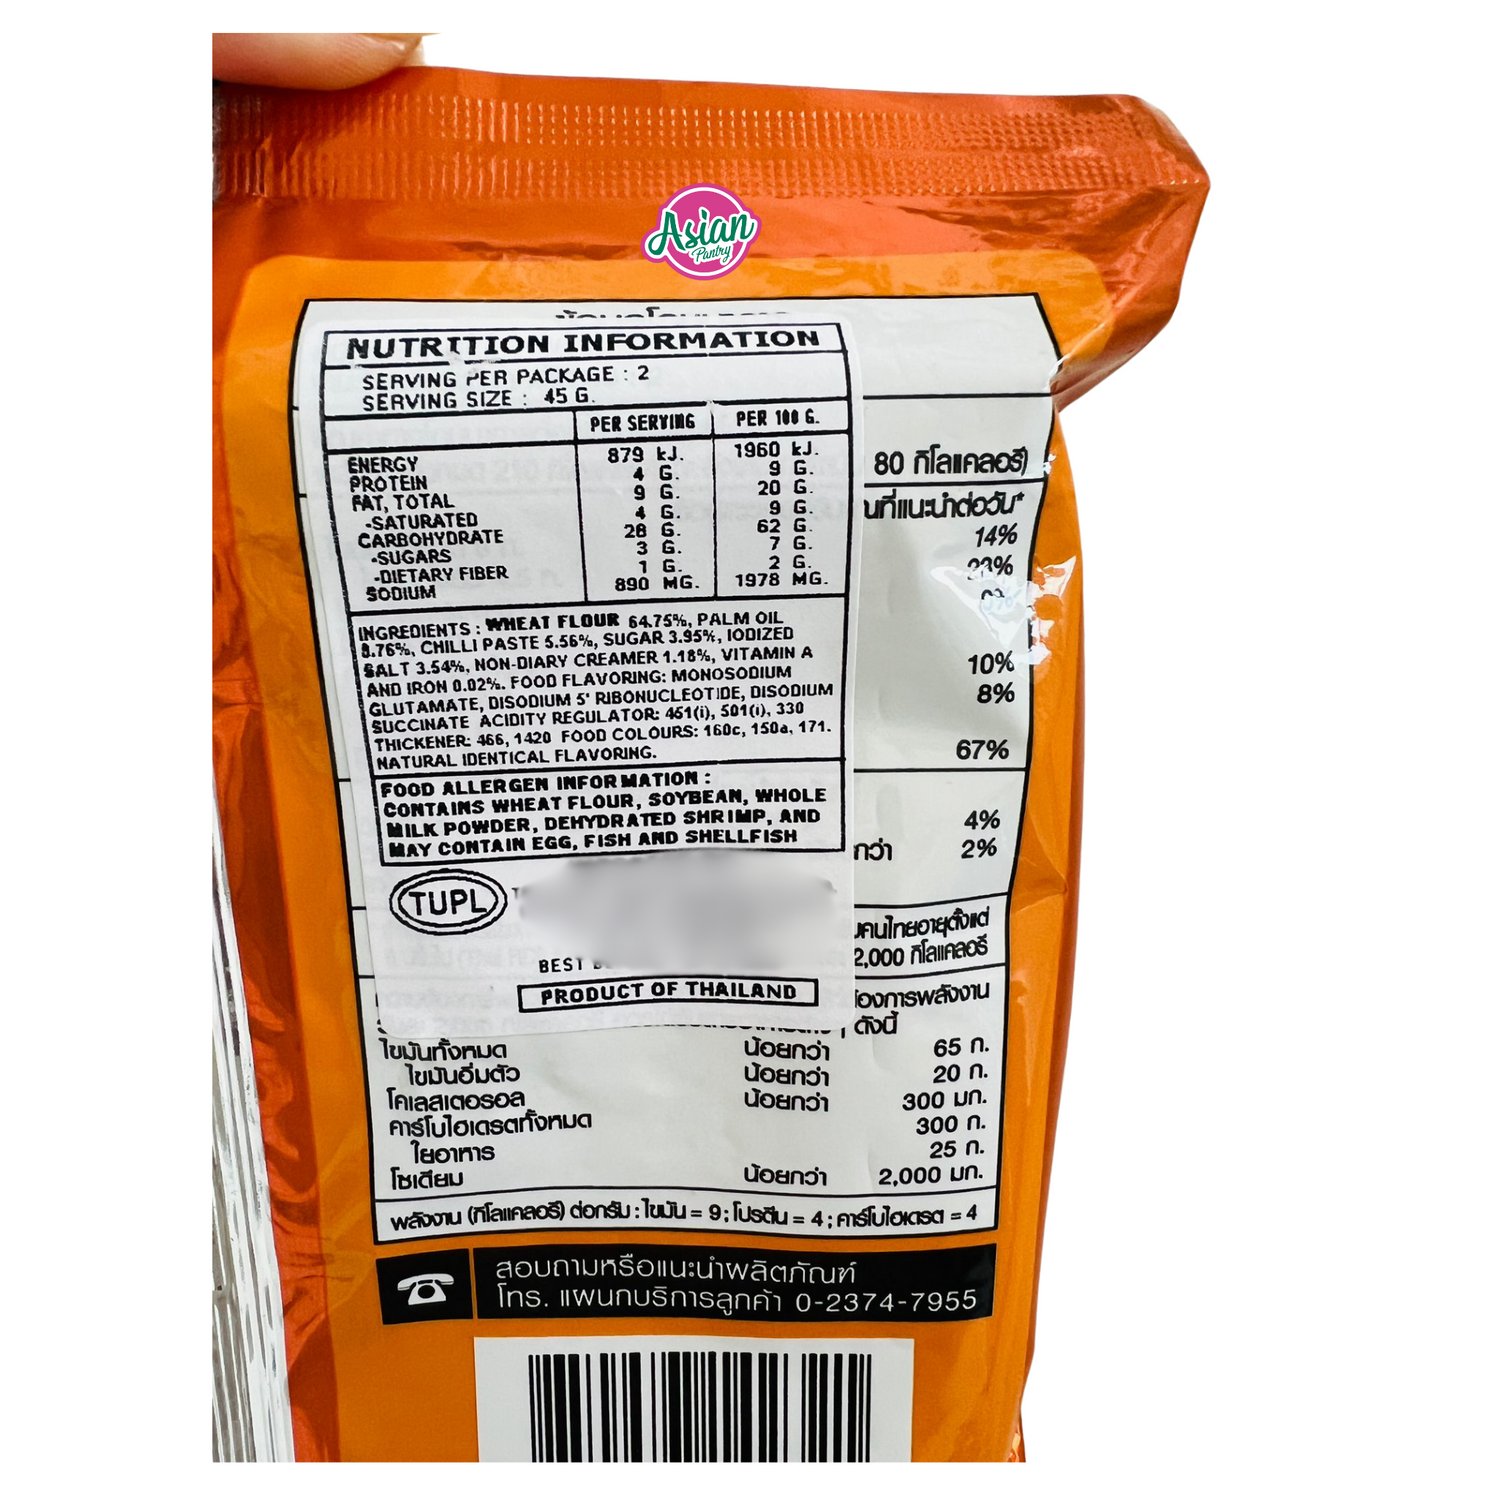 Asian
Pantry
NUTRITION INFORMATION
SERVING PER PACKAGE : 2
SERVING SIZE : 45 G.
PER SERVING PER 100 G.
ENERGY 879 kJ. 1960 kJ.
PROTEIN 4 G. 9 G.
FAT, TOTAL 9 G. 20 G.
-SATURATED 4 G. 9 G.
CARBOHYDRATE 28 G. 62 G.
-SUGARS 3 G. 7 G.
-DIETARY FIBER 1 G. 2 G.
SODIUM 890 MG. 1978 MG.
INGREDIENTS : WHEAT FLOUR 64.75%, PALM OIL
8.76%, CHILLI PASTE 5.56%, SUGAR 3.95%, IODIZED
SALT 3.54%, NON-DIARY CREAMER 1.18%, VITAMIN A
AND IRON 0.02%. FOOD FLAVORING: MONOSODIUM
GLUTAMATE, DISODIUM 5' RIBONUCLEOTIDE, DISODIUM
SUCCINATE ACIDITY REGULATOR: 451(i), 501(i), 330
THICKENER: 466, 1420 FOOD COLOURS: 160c, 150a, 171.
NATURAL IDENTICAL FLAVORING.
FOOD ALLERGEN INFORMATION :
CONTAINS WHEAT FLOUR, SOYBEAN, WHOLE
MILK POWDER, DEHYDRATED SHRIMP, AND
MAY CONTAIN EGG, FISH AND SHELLFISH
TUPL
BEST
PRODUCT OF THAILAND
80 กิโลแคลอรี)
ที่แนะนำต่อวัน*
14%
23%
0%
10%
8%
67%
4%
กว่า 2%
คนไทยอายุตั้งแต่
2,000 กิโลแคลอรี
องการพลังงาน
ดังนี้
ไขมันทั้งหมด น้อยกว่า 65 ก.
ไขมันอิ่มตัว น้อยกว่า 20 ก.
โคเลสเตอรอล น้อยกว่า 300 มก.
คาร์โบไฮเดรตทั้งหมด 300 ก.
ใยอาหาร 25 ก.
โซเดียม น้อยกว่า 2,000 มก.
พลังงาน (กิโลแคลอรี) ต่อกรัม : ไขมัน = 9 ; โปรตีน = 4 ; คาร์โบไฮเดรต = 4
สอบถามหรือแนะนำผลิตภัณฑ์
โทร. แผนกบริการลูกค้า 0-2374-7955